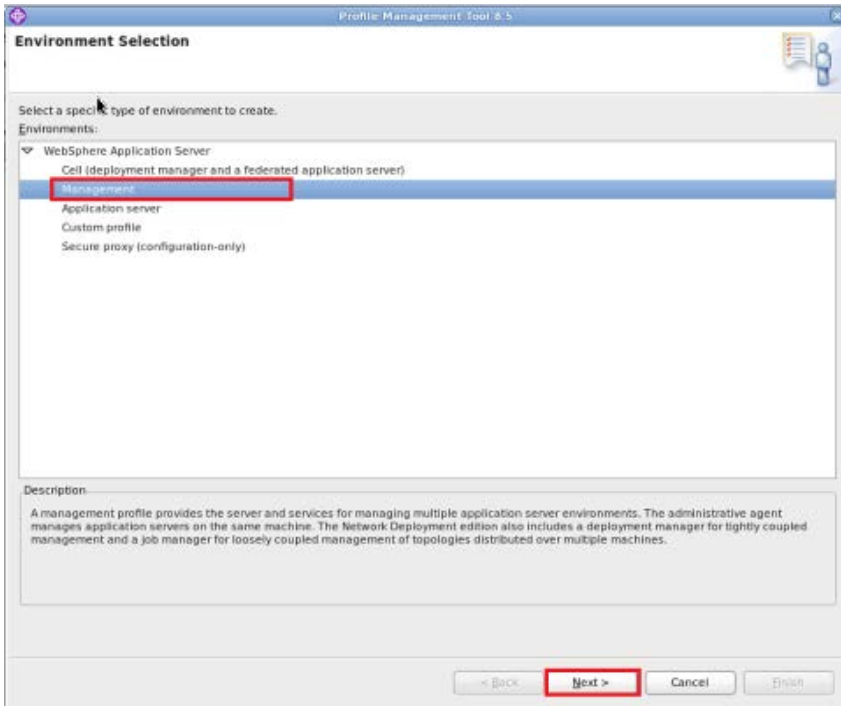 Profile Management Tool 8.5
Environment Selection
Select a specific type of environment to create.
Environments:
WebSphere Application Server
Cell (deployment manager and a federated application server)
Management
Application server
Custom profile
Secure proxy (configuration-only)
Description
A management profile provides the server and services for managing multiple application server environments. The administrative agent
manages application servers on the same machine. The Network Deployment edition also includes a deployment manager for tightly coupled
management and a job manager for loosely coupled management of topologies distributed over multiple machines.
< Back Next > Cancel Finish